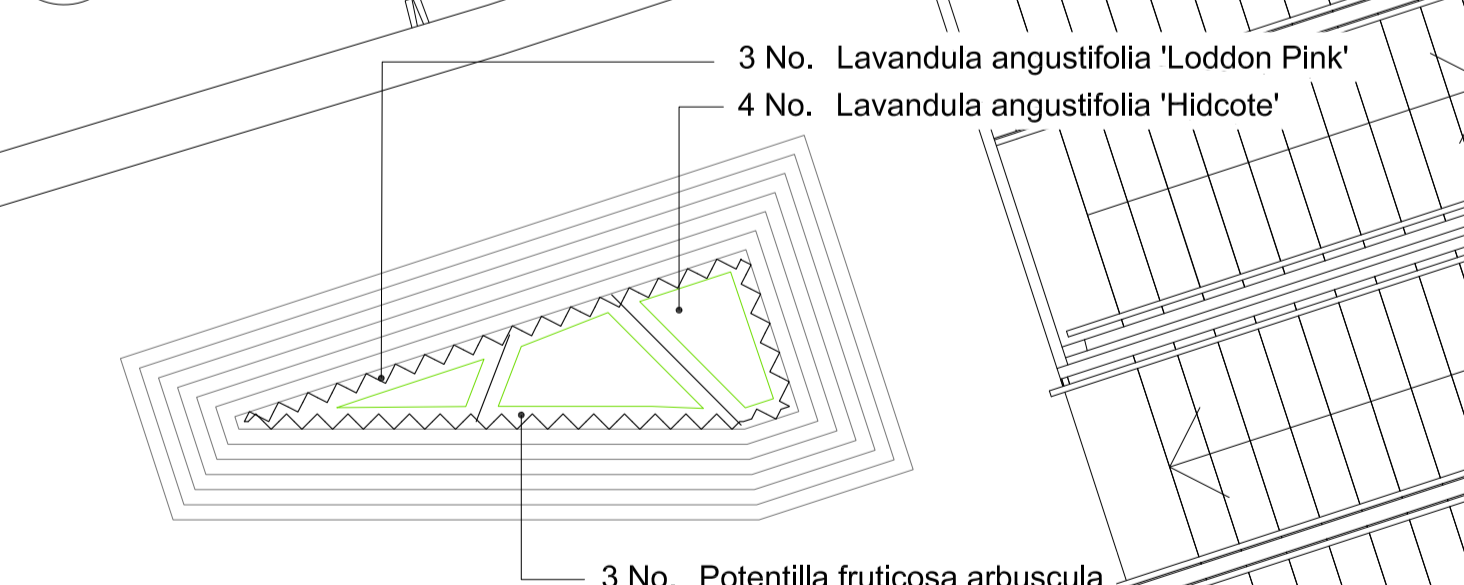 3 No. Lavandula angustifolia 'Loddon Pink'
4 No. Lavandula angustifolia 'Hidcote'
3 No. Potentilla fruticosa arbuscula